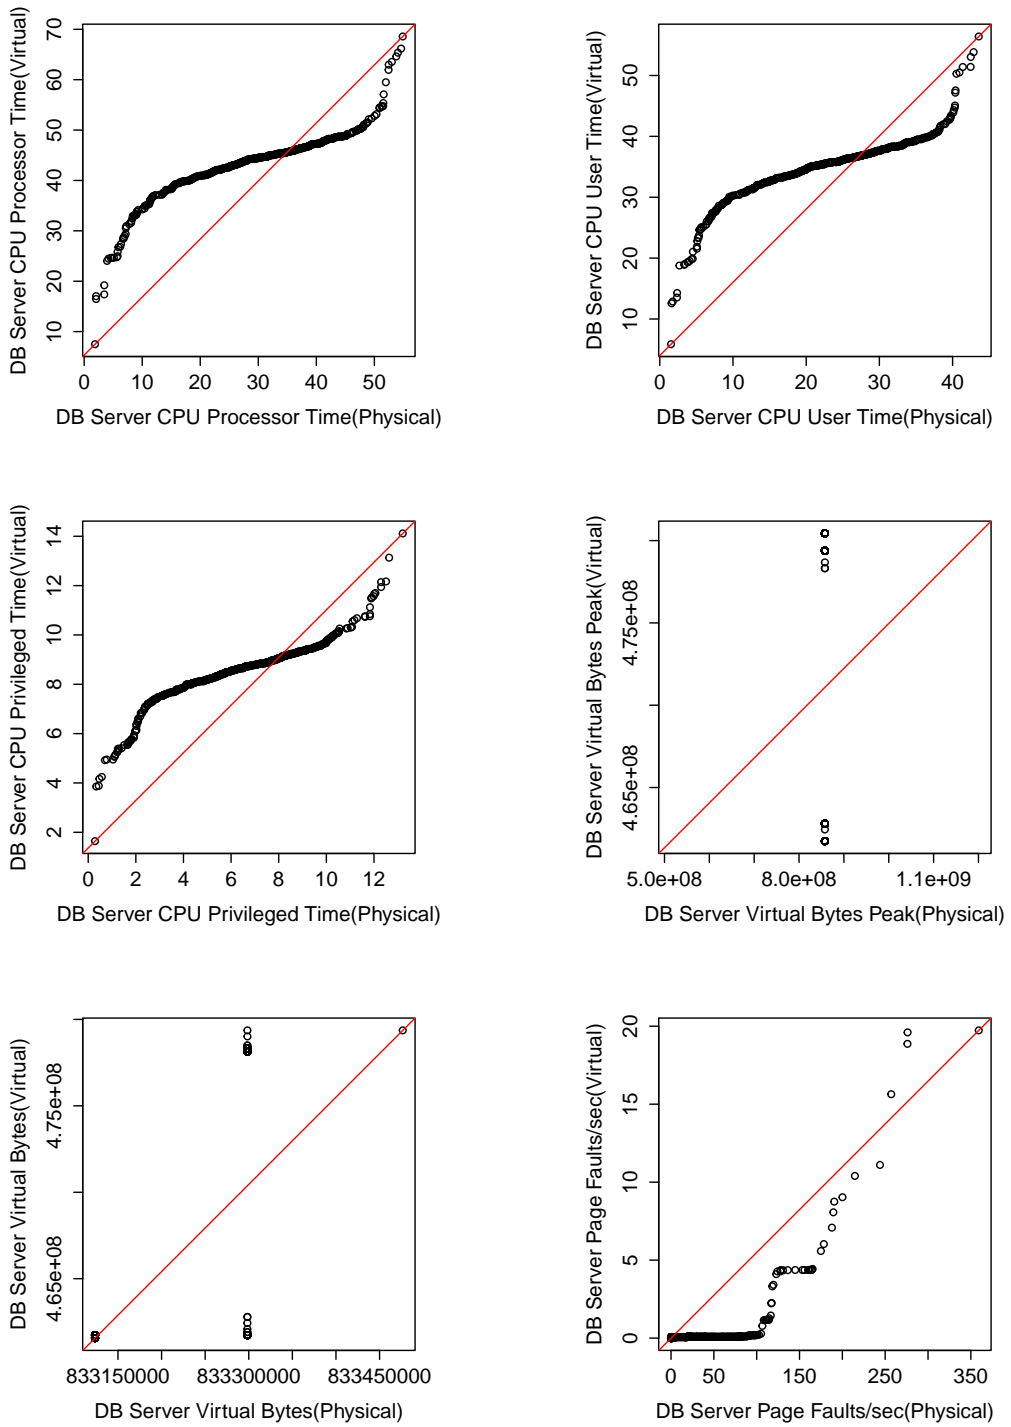 DB Server CPU Processor Time(Virtual)
10 20 30 40 50 60 70
0 10 20 30 40 50
DB Server CPU Processor Time(Physical)
DB Server CPU User Time(Virtual)
10 20 30 40 50
0 10 20 30 40
DB Server CPU User Time(Physical)
DB Server CPU Privileged Time(Virtual)
2 4 6 8 10 12 14
0 2 4 6 8 10 12
DB Server CPU Privileged Time(Physical)
DB Server Virtual Bytes Peak(Virtual)
4.65e+08 4.75e+08
5.0e+08 8.0e+08 1.1e+09
DB Server Virtual Bytes Peak(Physical)
DB Server Virtual Bytes(Virtual)
4.65e+08 4.75e+08
833150000 833300000 833450000
DB Server Virtual Bytes(Physical)
DB Server Page Faults/sec(Virtual)
0 5 10 15 20
0 50 150 250 350
DB Server Page Faults/sec(Physical)